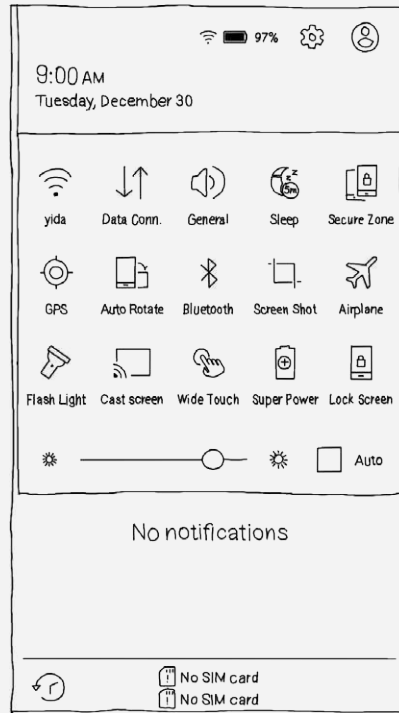 97%
9:00 AM
Tuesday, December 30
yida Data Conn. General Sleep Secure Zone
5m
GPS Auto Rotate Bluetooth Screen Shot Airplane
Flash Light Cast screen Wide Touch Super Power Lock Screen
Auto
No notifications
No SIM card
No SIM card